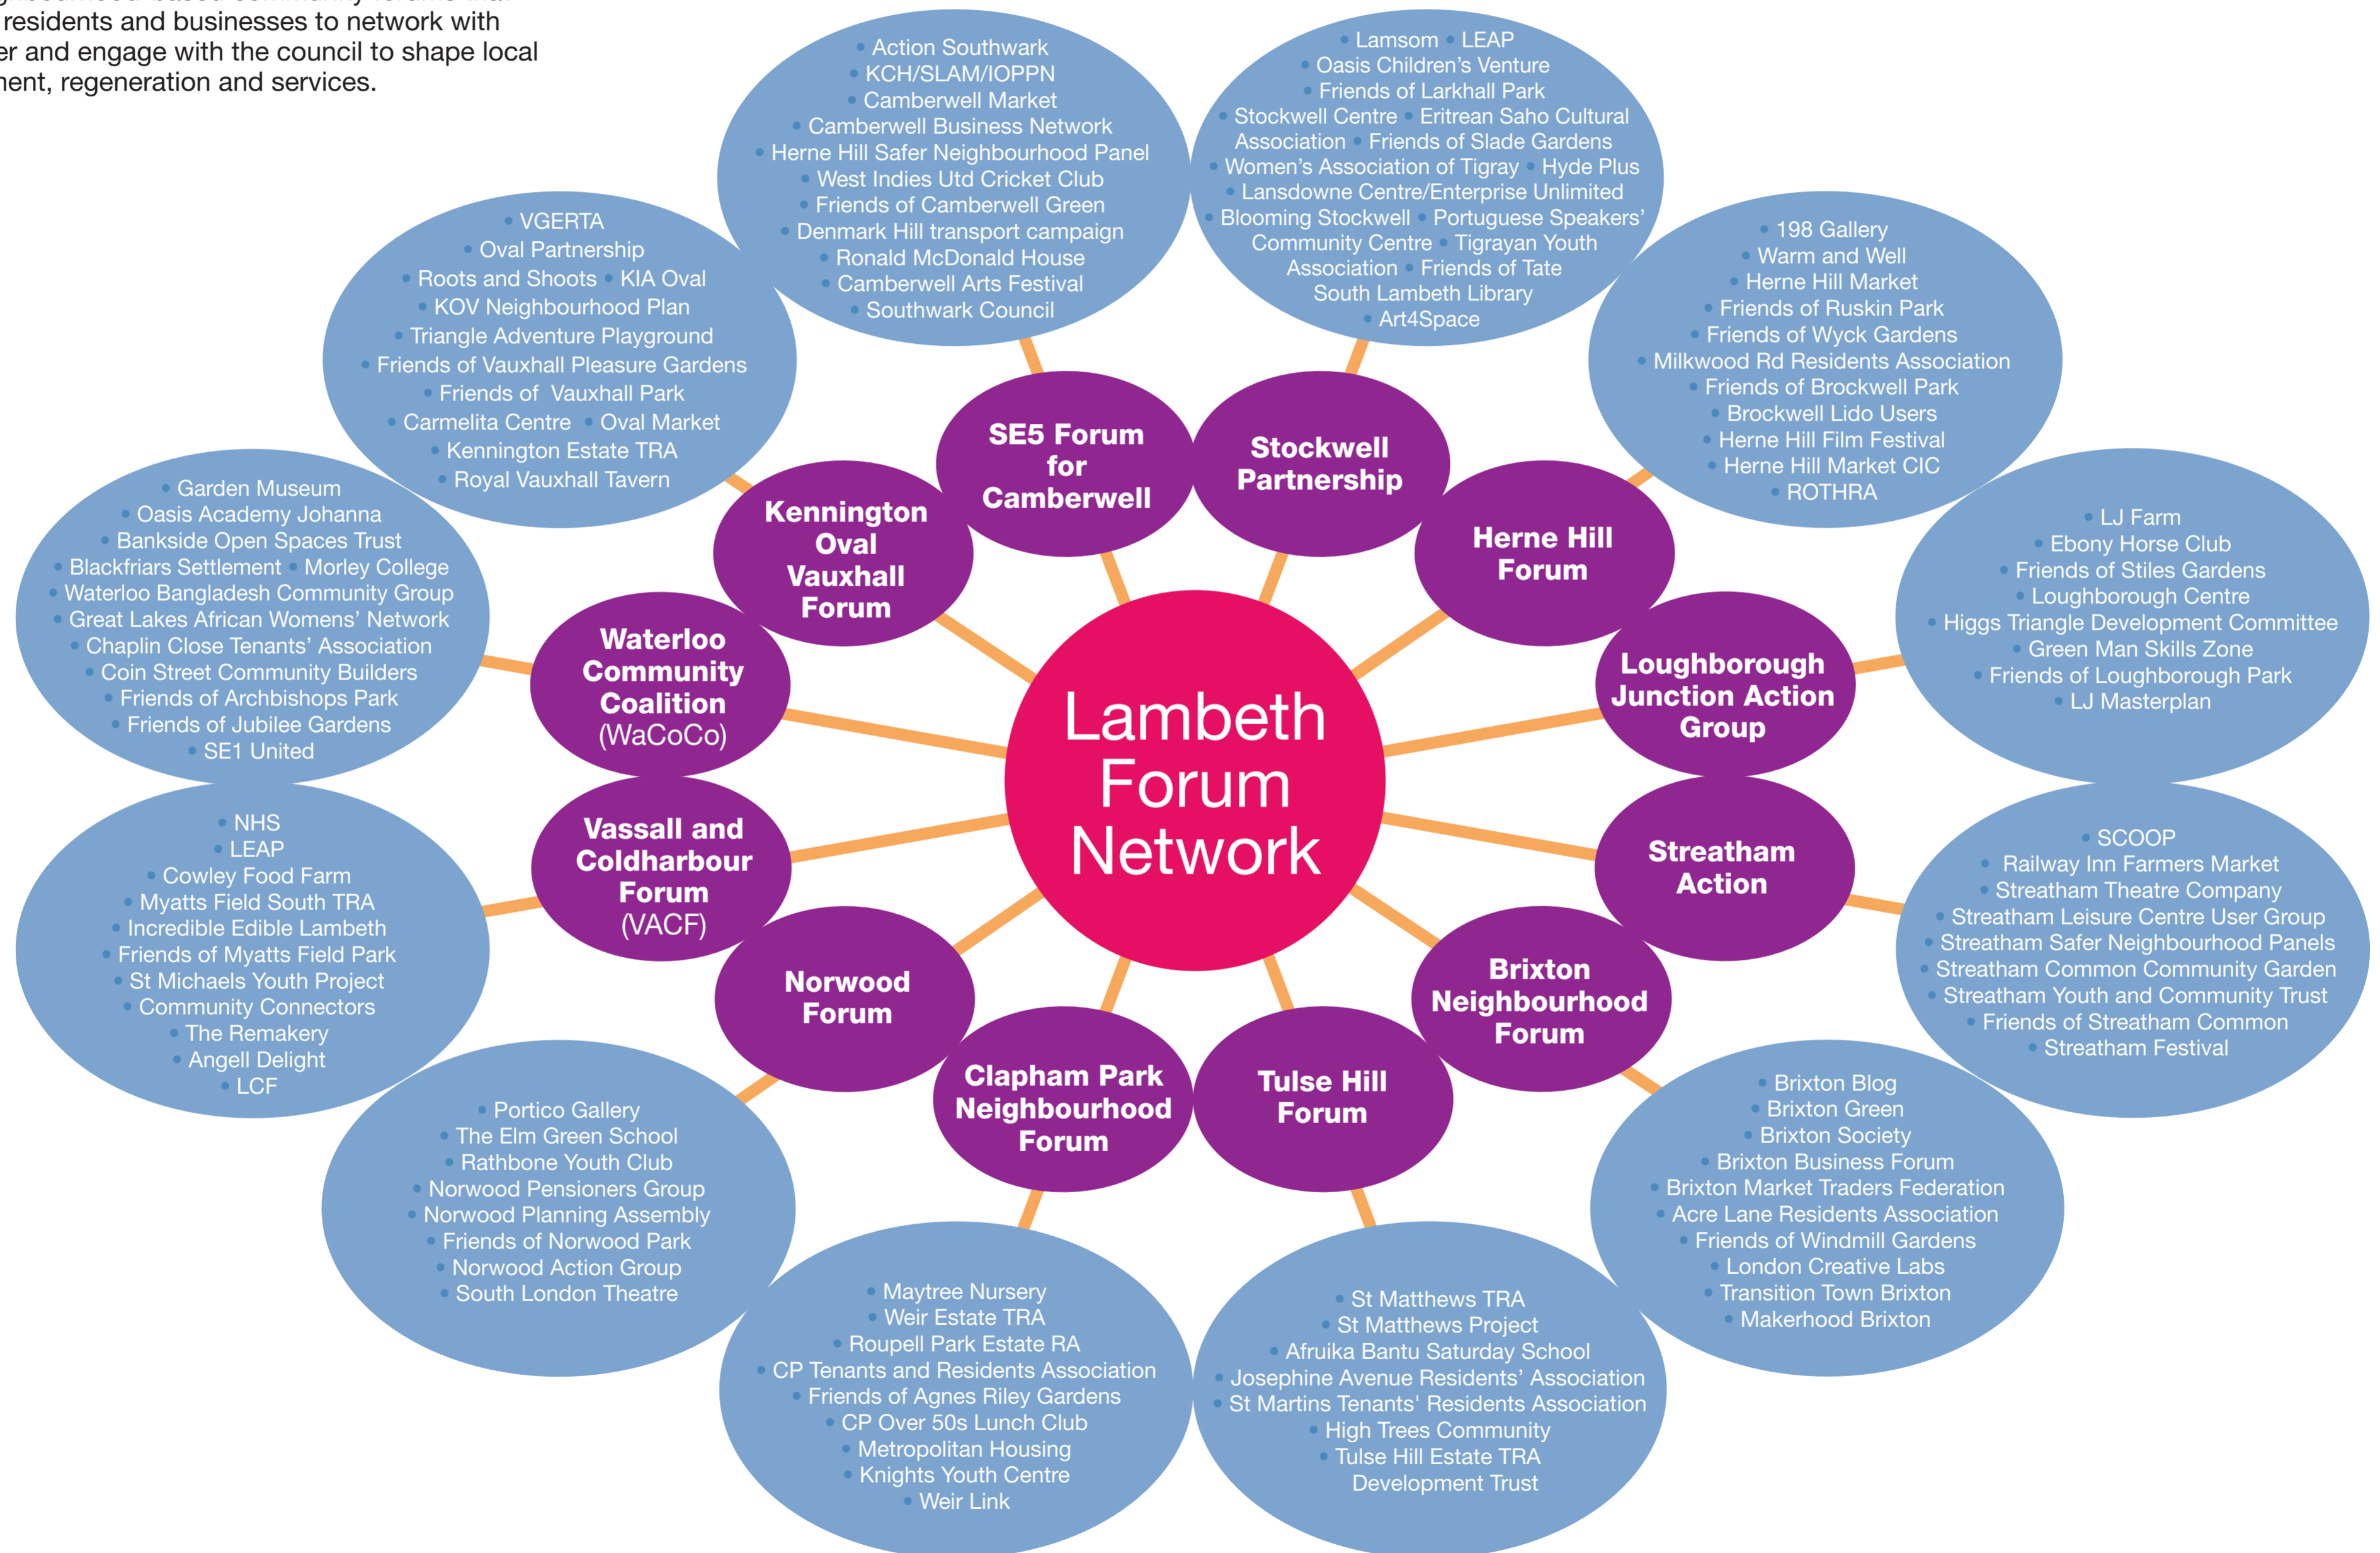 residents and businesses to network with
er and engage with the council to shape local
ment, regeneration and services.
• Action Southwark
• KCH/SLAM/IOPPN
• Camberwell Market
• Camberwell Business Network
• Herne Hill Safer Neighbourhood Panel
• West Indies Utd Cricket Club
• Friends of Camberwell Green
• Denmark Hill transport campaign
• Ronald McDonald House
• Camberwell Arts Festival
• Southwark Council
• Lamsom • LEAP
• Oasis Children’s Venture
• Friends of Larkhall Park
• Stockwell Centre • Eritrean Saho Cultural
Association • Friends of Slade Gardens
• Women’s Association of Tigray • Hyde Plus
• Lansdowne Centre/Enterprise Unlimited
• Blooming Stockwell • Portuguese Speakers’
Community Centre • Tigrayan Youth
Association • Friends of Tate
South Lambeth Library
• Art4Space
• VGERTA
• Oval Partnership
• Roots and Shoots • KIA Oval
• KOV Neighbourhood Plan
• Triangle Adventure Playground
• Friends of Vauxhall Pleasure Gardens
• Friends of Vauxhall Park
• Carmelita Centre • Oval Market
• Kennington Estate TRA
• Royal Vauxhall Tavern
• 198 Gallery
• Warm and Well
• Herne Hill Market
• Friends of Ruskin Park
• Friends of Wyck Gardens
• Milkwood Rd Residents Association
• Friends of Brockwell Park
• Brockwell Lido Users
• Herne Hill Film Festival
• Herne Hill Market CIC
• ROTHRA
SE5 Forum
for
Camberwell
Stockwell
Partnership
Kennington
Oval
Vauxhall
Forum
Herne Hill
Forum
• Garden Museum
• Oasis Academy Johanna
• Bankside Open Spaces Trust
• Blackfriars Settlement • Morley College
• Waterloo Bangladesh Community Group
• Great Lakes African Womens’ Network
• Chaplin Close Tenants’ Association
• Coin Street Community Builders
• Friends of Archbishops Park
• Friends of Jubilee Gardens
• SE1 United
Waterloo
Community
Coalition
(WaCoCo)
Loughborough
Junction Action
Group
• LJ Farm
• Ebony Horse Club
• Friends of Stiles Gardens
• Loughborough Centre
• Higgs Triangle Development Committee
• Green Man Skills Zone
• Friends of Loughborough Park
• LJ Masterplan
Lambeth
Forum
Network
• NHS
• LEAP
• Cowley Food Farm
• Myatts Field South TRA
• Incredible Edible Lambeth
• Friends of Myatts Field Park
• St Michaels Youth Project
• Community Connectors
• The Remakery
• Angell Delight
• LCF
Vassall and
Coldharbour
Forum
(VACF)
Streatham
Action
• SCOOP
• Railway Inn Farmers Market
• Streatham Theatre Company
• Streatham Leisure Centre User Group
• Streatham Safer Neighbourhood Panels
• Streatham Common Community Garden
• Streatham Youth and Community Trust
• Friends of Streatham Common
• Streatham Festival
Norwood
Forum
Brixton
Neighbourhood
Forum
Clapham Park
Neighbourhood
Forum
Tulse Hill
Forum
• Portico Gallery
• The Elm Green School
• Rathbone Youth Club
• Norwood Pensioners Group
• Norwood Planning Assembly
• Friends of Norwood Park
• Norwood Action Group
• South London Theatre
• Brixton Blog
• Brixton Green
• Brixton Society
• Brixton Business Forum
• Brixton Market Traders Federation
• Acre Lane Residents Association
• Friends of Windmill Gardens
• London Creative Labs
• Transition Town Brixton
• Makerhood Brixton
• Maytree Nursery
• Weir Estate TRA
• Roupell Park Estate RA
• CP Tenants and Residents Association
• Friends of Agnes Riley Gardens
• CP Over 50s Lunch Club
• Metropolitan Housing
• Knights Youth Centre
• Weir Link
• St Matthews TRA
• St Matthews Project
• Afruika Bantu Saturday School
• Josephine Avenue Residents’ Association
• St Martins Tenants' Residents Association
• High Trees Community
• Tulse Hill Estate TRA
Development Trust